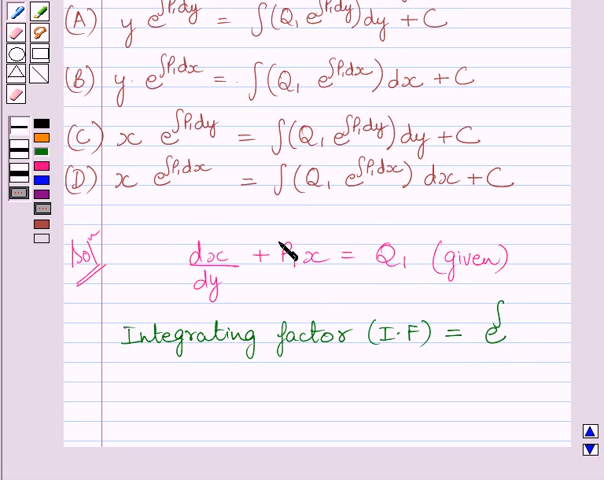 (A) y e^∫P₁dy = ∫(Q₁ e^∫P₁dy)dy + C
(B) y· e^∫P₁dx = ∫(Q₁ e^∫P₁dx) dx + C
(C) x e^∫P₁dy = ∫(Q₁ e^∫P₁dy) dy + C
(D) x e^∫P₁dx = ∫(Q₁ e^∫P₁dx) dx + C
Solⁿ dx/dy + P₁x = Q₁ (given)
Integrating factor (I·F) = e^∫